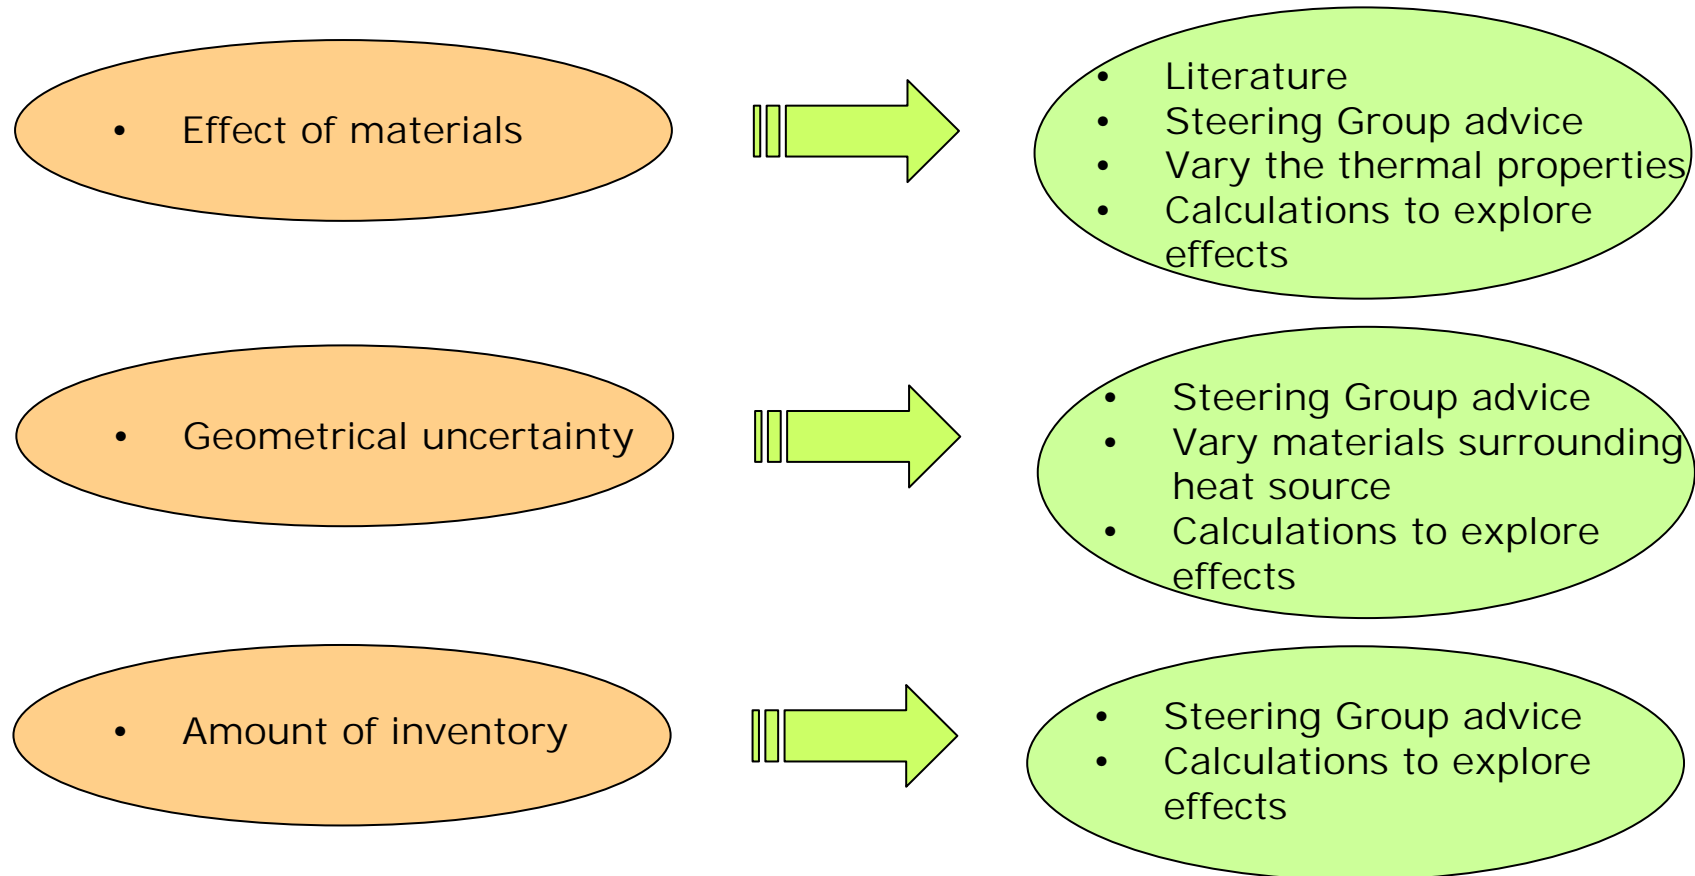 • Effect of materials
• Literature
• Steering Group advice
• Vary the thermal properties
• Calculations to explore
effects
• Geometrical uncertainty
• Steering Group advice
• Vary materials surrounding
heat source
• Calculations to explore
effects
• Amount of inventory
• Steering Group advice
• Calculations to explore
effects